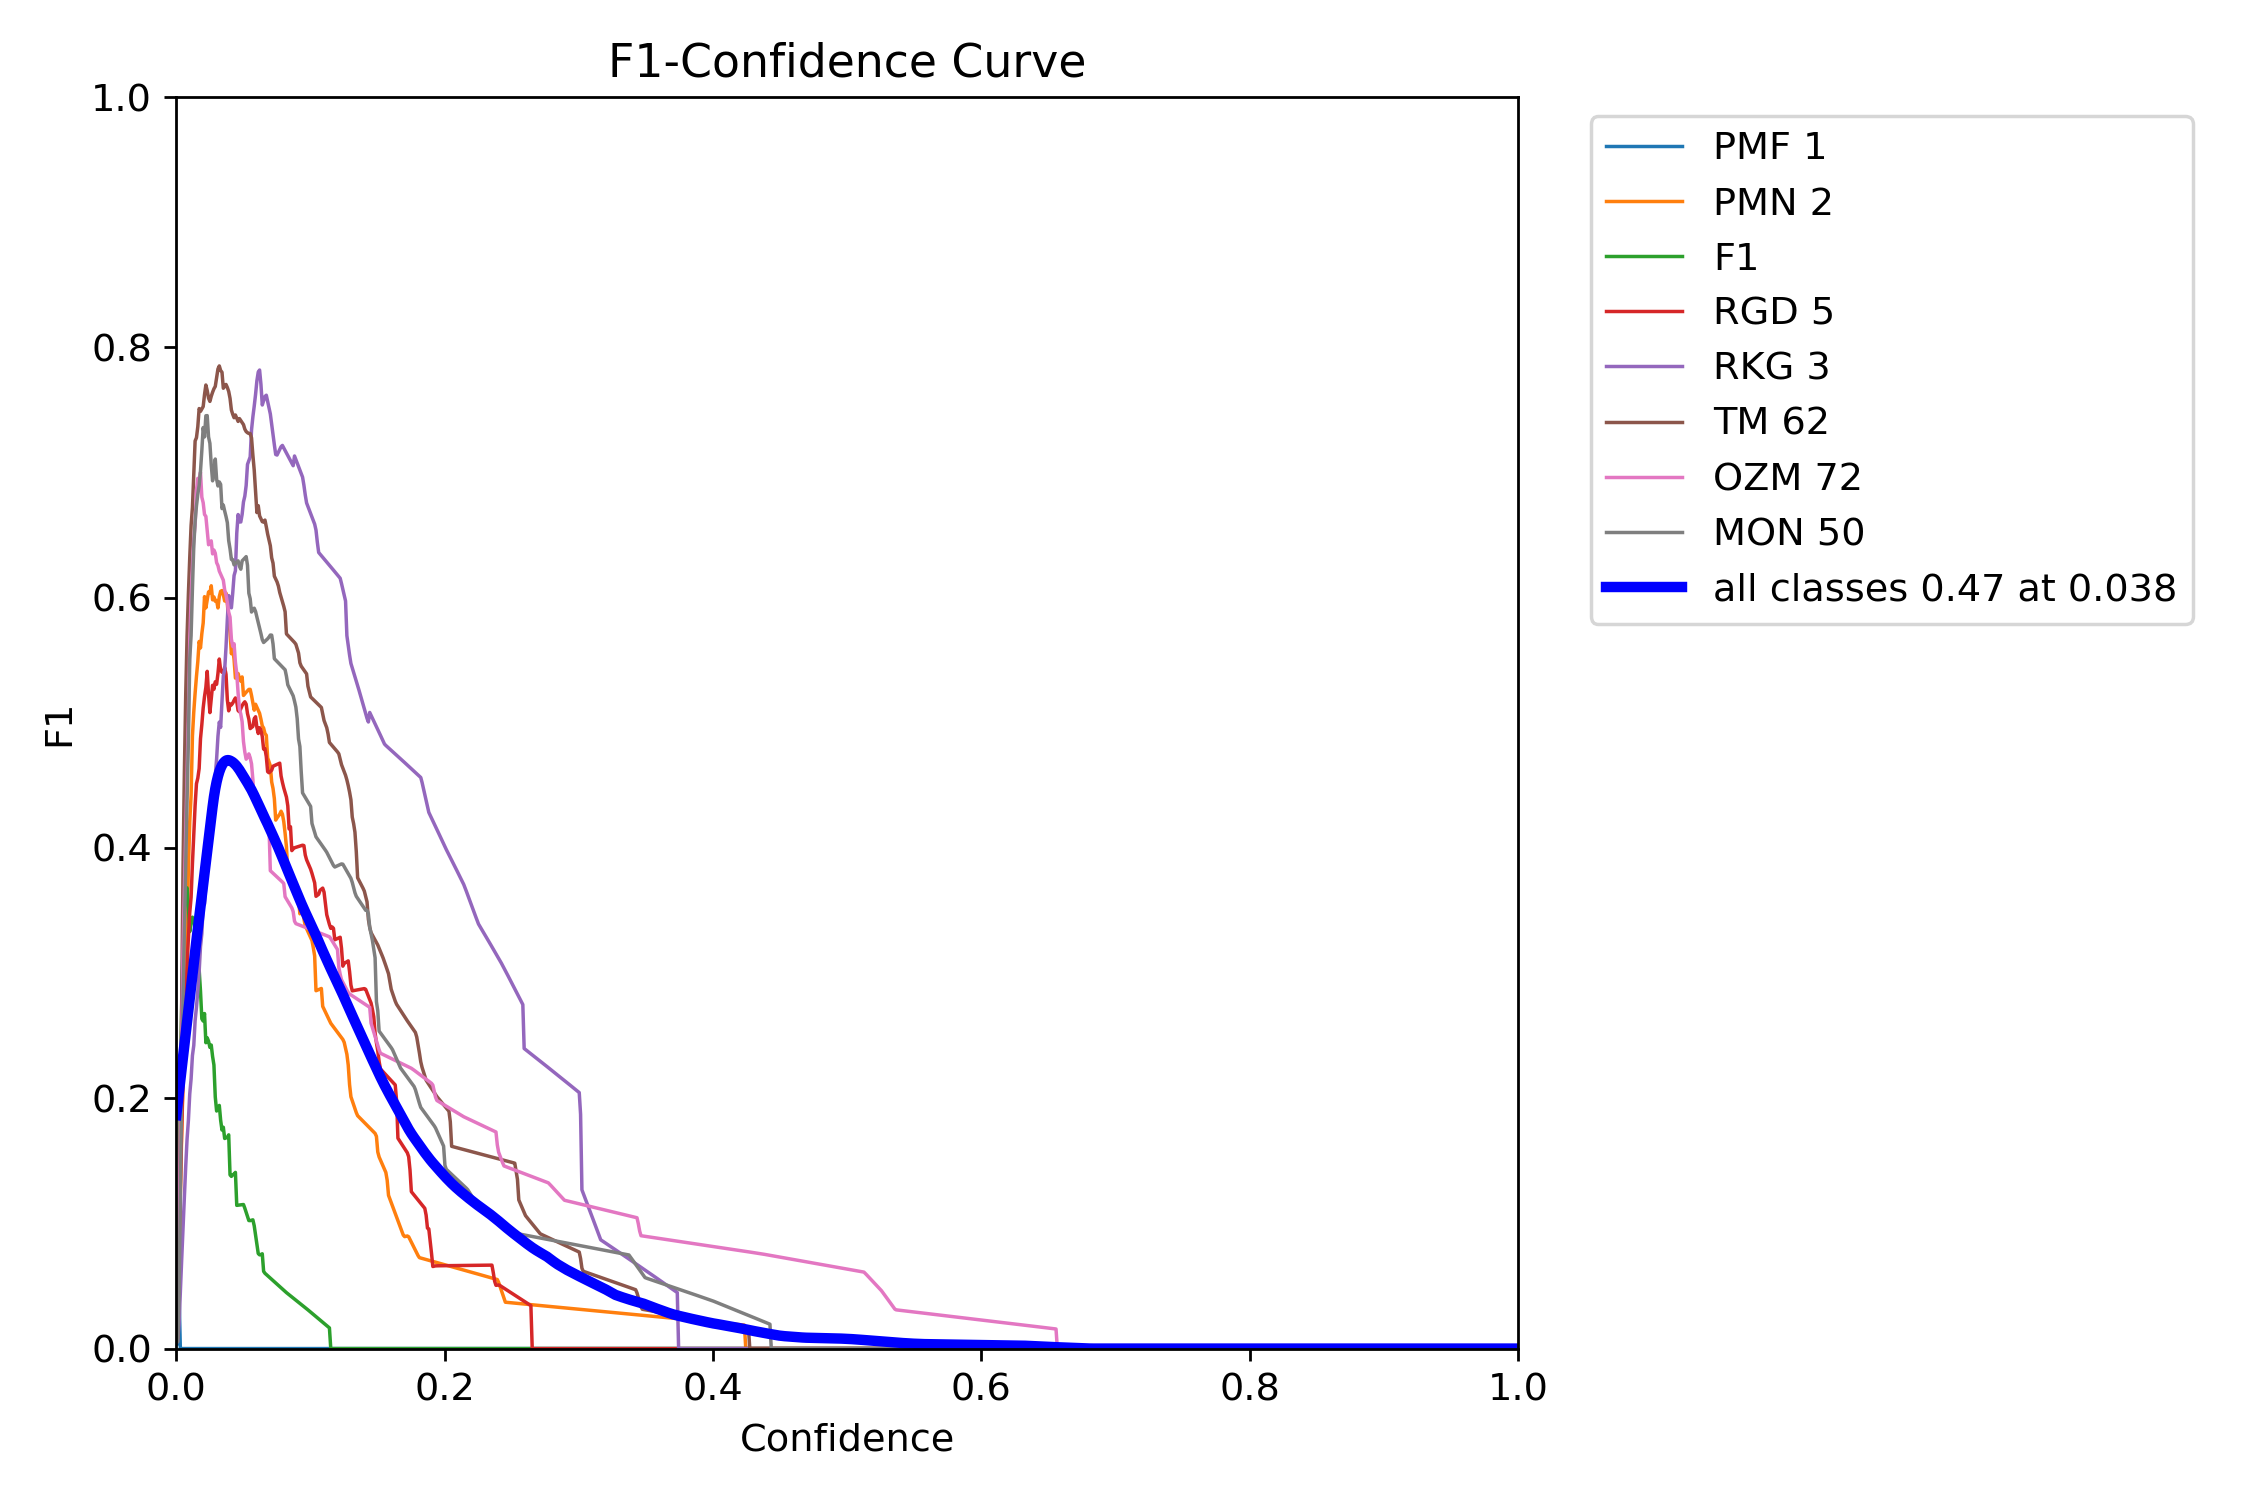 F1-Confidence Curve
1.0
0.8
0.6
0.4
0.2
0.0
F1
0.0 0.2 0.4 0.6 0.8 1.0
Confidence
PMF 1
PMN 2
F1
RGD 5
RKG 3
TM 62
OZM 72
MON 50
all classes 0.47 at 0.038